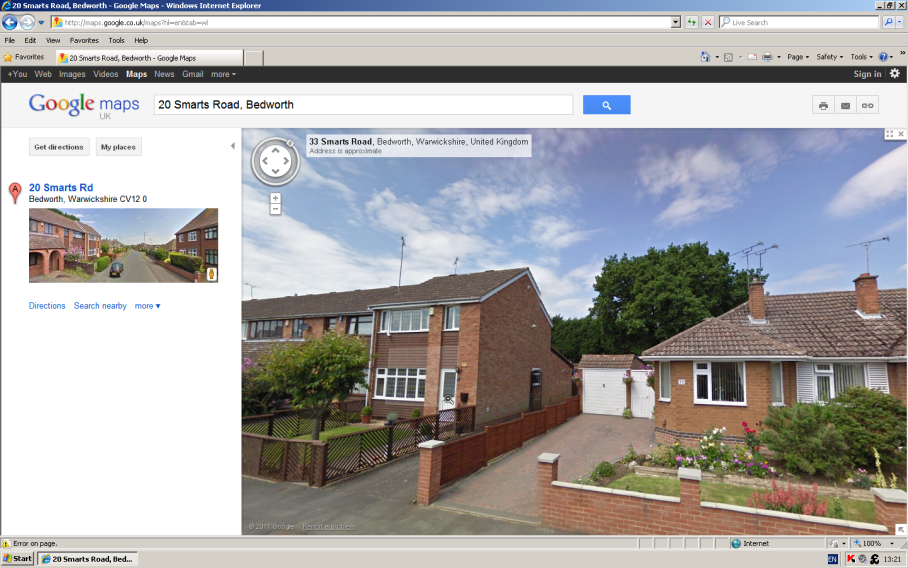 20 Smarts Road, Bedworth - Google Maps - Windows Internet Explorer
http://maps.google.co.uk/maps?hl=en&tab=wl
Live Search
File Edit View Favorites Tools Help
Favorites
20 Smarts Road, Bedworth - Google Maps
Page Safety Tools
+You Web Images Videos Maps News Gmail more
Sign in
Google maps
UK
20 Smarts Road, Bedworth
Get directions My places
33 Smarts Road, Bedworth, Warwickshire, United Kingdom
Address is approximate
A
20 Smarts Rd
Bedworth, Warwickshire CV12 0
Directions Search nearby more ▾
© 2011 Google Report a problem
Error on page.
Internet
100%
Start
20 Smarts Road, Bed...
EN
13:21